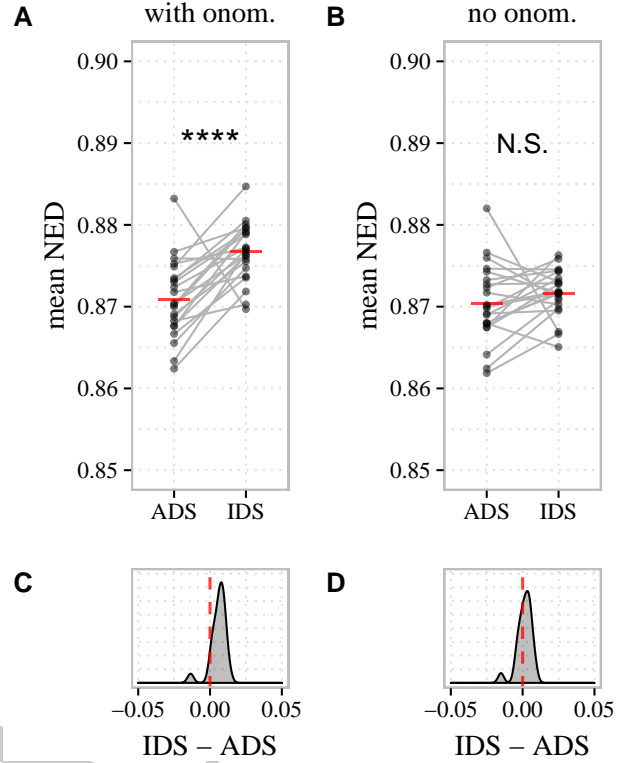 A
with onom.
B
no onom.
mean NED
0.90
0.89
0.88
0.87
0.86
0.85
****
ADS IDS
mean NED
0.90
0.89
0.88
0.87
0.86
0.85
N.S.
ADS IDS
C
−0.05 0.00 0.05
IDS − ADS
D
−0.05 0.00 0.05
IDS − ADS